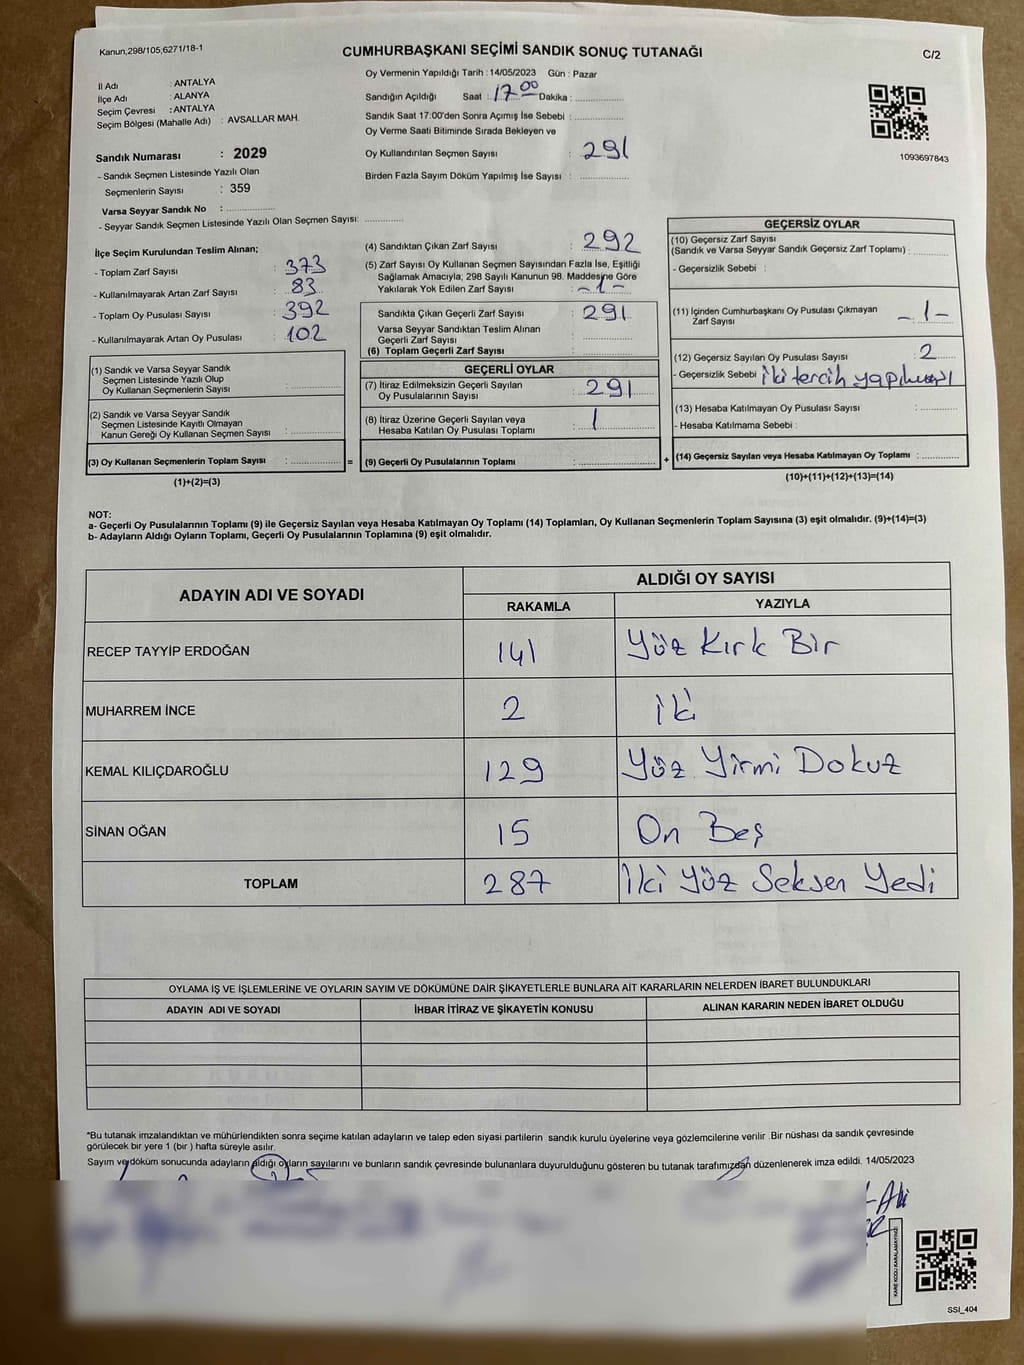 Kanun,298/105,6271/18-1
CUMHURBAŞKANI SEÇİMİ SANDIK SONUÇ TUTANAĞI
C/2
İl Adı : ANTALYA
İlçe Adı : ALANYA
Seçim Çevresi : ANTALYA
Seçim Bölgesi (Mahalle Adı) : AVSALLAR MAH.
Oy Vermenin Yapıldığı Tarih : 14/05/2023 Gün : Pazar
Sandığın Açıldığı Saat : 17 00 Dakika :
Sandık Saat 17:00'den Sonra Açımış İse Sebebi :
Oy Verme Saati Bitiminde Sırada Bekleyen ve
Oy Kullandırılan Seçmen Sayısı : 291
Birden Fazla Sayım Döküm Yapılmış İse Sayısı :
1093697843
Sandık Numarası : 2029
- Sandık Seçmen Listesinde Yazılı Olan
Seçmenlerin Sayısı : 359
Varsa Seyyar Sandık No :
- Seyyar Sandık Seçmen Listesinde Yazılı Olan Seçmen Sayısı:
İlçe Seçim Kurulundan Teslim Alınan;
- Toplam Zarf Sayısı : 373
- Kullanılmayarak Artan Zarf Sayısı : 83
- Toplam Oy Pusulası Sayısı : 392
- Kullanılmayarak Artan Oy Pusulası : 102
(1) Sandık ve Varsa Seyyar Sandık
Seçmen Listesinde Yazılı Olup
Oy Kullanan Seçmenlerin Sayısı :
(2) Sandık ve Varsa Seyyar Sandık
Seçmen Listesinde Kayıtlı Olmayan
Kanun Gereği Oy Kullanan Seçmen Sayısı :
(3) Oy Kullanan Seçmenlerin Toplam Sayısı : =
(1)+(2)=(3)
(4) Sandıktan Çıkan Zarf Sayısı : 292
(5) Zarf Sayısı Oy Kullanan Seçmen Sayısından Fazla İse, Eşitliği
Sağlamak Amacıyla, 298 Sayılı Kanunun 98. Maddesine Göre
Yakılarak Yok Edilen Zarf Sayısı : -1-
Sandıkta Çıkan Geçerli Zarf Sayısı : 291
Varsa Seyyar Sandıktan Teslim Alınan
Geçerli Zarf Sayısı :
(6) Toplam Geçerli Zarf Sayısı :
GEÇERLİ OYLAR
(7) İtiraz Edilmeksizin Geçerli Sayılan
Oy Pusulalarının Sayısı : 291
(8) İtiraz Üzerine Geçerli Sayılan veya
Hesaba Katılan Oy Pusulası Toplamı : 1
(9) Geçerli Oy Pusulalarının Toplamı : +
GEÇERSİZ OYLAR
(10) Geçersiz Zarf Sayısı
(Sandık ve Varsa Seyyar Sandık Geçersiz Zarf Toplamı) :
- Geçersizlik Sebebi :
(11) İçinden Cumhurbaşkanı Oy Pusulası Çıkmayan
Zarf Sayısı : -1-
(12) Geçersiz Sayılan Oy Pusulası Sayısı : 2
- Geçersizlik Sebebi İki tercih yapılması
(13) Hesaba Katılmayan Oy Pusulası Sayısı :
- Hesaba Katılmama Sebebi :
(14) Geçersiz Sayılan veya Hesaba Katılmayan Oy Toplamı :
(10)+(11)+(12)+(13)=(14)
NOT:
a- Geçerli Oy Pusulalarının Toplamı (9) ile Geçersiz Sayılan veya Hesaba Katılmayan Oy Toplamı (14) Toplamları, Oy Kullanan Seçmenlerin Toplam Sayısına (3) eşit olmalıdır. (9)+(14)=(3)
b- Adayların Aldığı Oyların Toplamı, Geçerli Oy Pusulalarının Toplamına (9) eşit olmalıdır.
ADAYIN ADI VE SOYADI
ALDIĞI OY SAYISI
RAKAMLA YAZIYLA
RECEP TAYYİP ERDOĞAN 141 Yüz Kırk Bir
MUHARREM İNCE 2 İki
KEMAL KILIÇDAROĞLU 129 Yüz Yirmi Dokuz
SİNAN OĞAN 15 On Beş
TOPLAM 287 İki Yüz Seksen Yedi
OYLAMA İŞ VE İŞLEMLERİNE VE OYLARIN SAYIM VE DÖKÜMÜNE DAİR ŞİKAYETLERLE BUNLARA AİT KARARLARIN NELERDEN İBARET BULUNDUKLARI
ADAYIN ADI VE SOYADI İHBAR İTİRAZ VE ŞİKAYETİN KONUSU ALINAN KARARIN NEDEN İBARET OLDUĞU
*Bu tutanak imzalandıktan ve mühürlendikten sonra seçime katılan adayların ve talep eden siyasi partilerin sandık kurulu üyelerine veya gözlemcilerine verilir .Bir nüshası da sandık çevresinde
görülecek bir yere 1 (bir ) hafta süreyle asılır.
Sayım ve döküm sonucunda adayların aldığı oyların sayılarını ve bunların sandık çevresinde bulunanlara duyurulduğunu gösteren bu tutanak tarafımızdan düzenlenerek imza edildi. 14/05/2023
KARE KODU KARALAMAYINIZ!
SSI_404